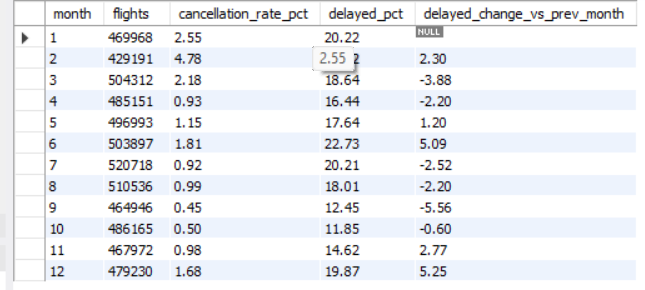 month flights cancellation_rate_pct delayed_pct delayed_change_vs_prev_month
1 469968 2.55 20.22 NULL
2 429191 4.78 2.55 2 2.30
3 504312 2.18 18.64 -3.88
4 485151 0.93 16.44 -2.20
5 496993 1.15 17.64 1.20
6 503897 1.81 22.73 5.09
7 520718 0.92 20.21 -2.52
8 510536 0.99 18.01 -2.20
9 464946 0.45 12.45 -5.56
10 486165 0.50 11.85 -0.60
11 467972 0.98 14.62 2.77
12 479230 1.68 19.87 5.25